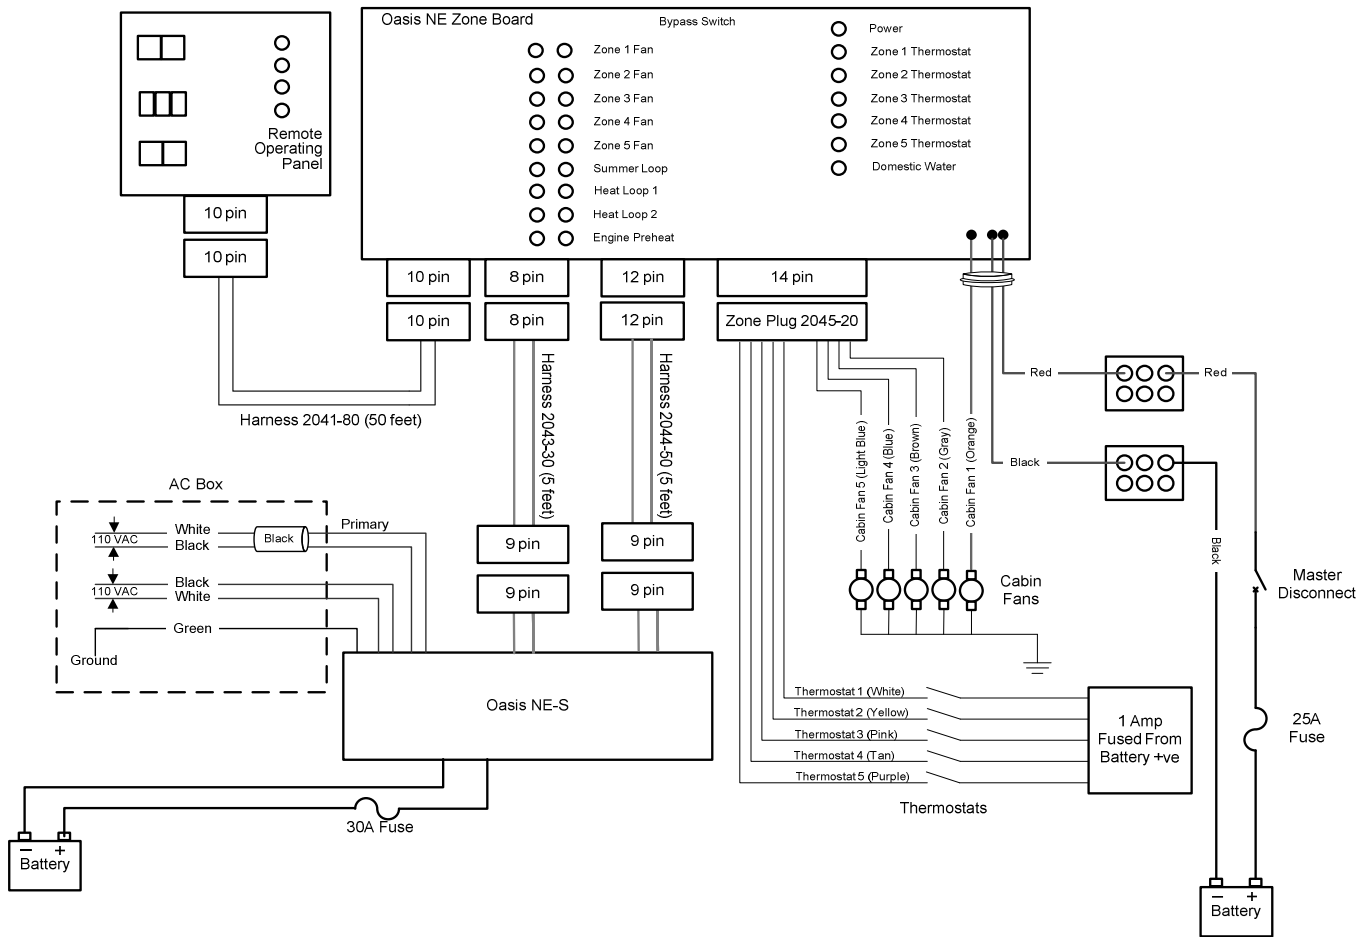 Oasis NE Zone Board
Bypass Switch
Zone 1 Fan
Zone 2 Fan
Zone 3 Fan
Zone 4 Fan
Zone 5 Fan
Summer Loop
Heat Loop 1
Heat Loop 2
Engine Preheat
Power
Zone 1 Thermostat
Zone 2 Thermostat
Zone 3 Thermostat
Zone 4 Thermostat
Zone 5 Thermostat
Domestic Water
Remote
Operating
Panel
10 pin
10 pin
10 pin
8 pin
12 pin
14 pin
10 pin
8 pin
12 pin
Zone Plug 2045-20
Harness 2041-80 (50 feet)
Harness 2043-30 (5 feet)
Harness 2044-50 (5 feet)
Cabin Fan 5 (Light Blue)
Cabin Fan 4 (Blue)
Cabin Fan 3 (Brown)
Cabin Fan 2 (Gray)
Cabin Fan 1 (Orange)
Red
Red
Black
Black
AC Box
White
Black
110 VAC
Black
Primary
Black
White
110 VAC
Green
Ground
9 pin
9 pin
9 pin
9 pin
Cabin
Fans
Master
Disconnect
Oasis NE-S
Thermostat 1 (White)
Thermostat 2 (Yellow)
Thermostat 3 (Pink)
Thermostat 4 (Tan)
Thermostat 5 (Purple)
Thermostats
1 Amp
Fused From
Battery +ve
25A
Fuse
30A Fuse
− +
Battery
− +
Battery